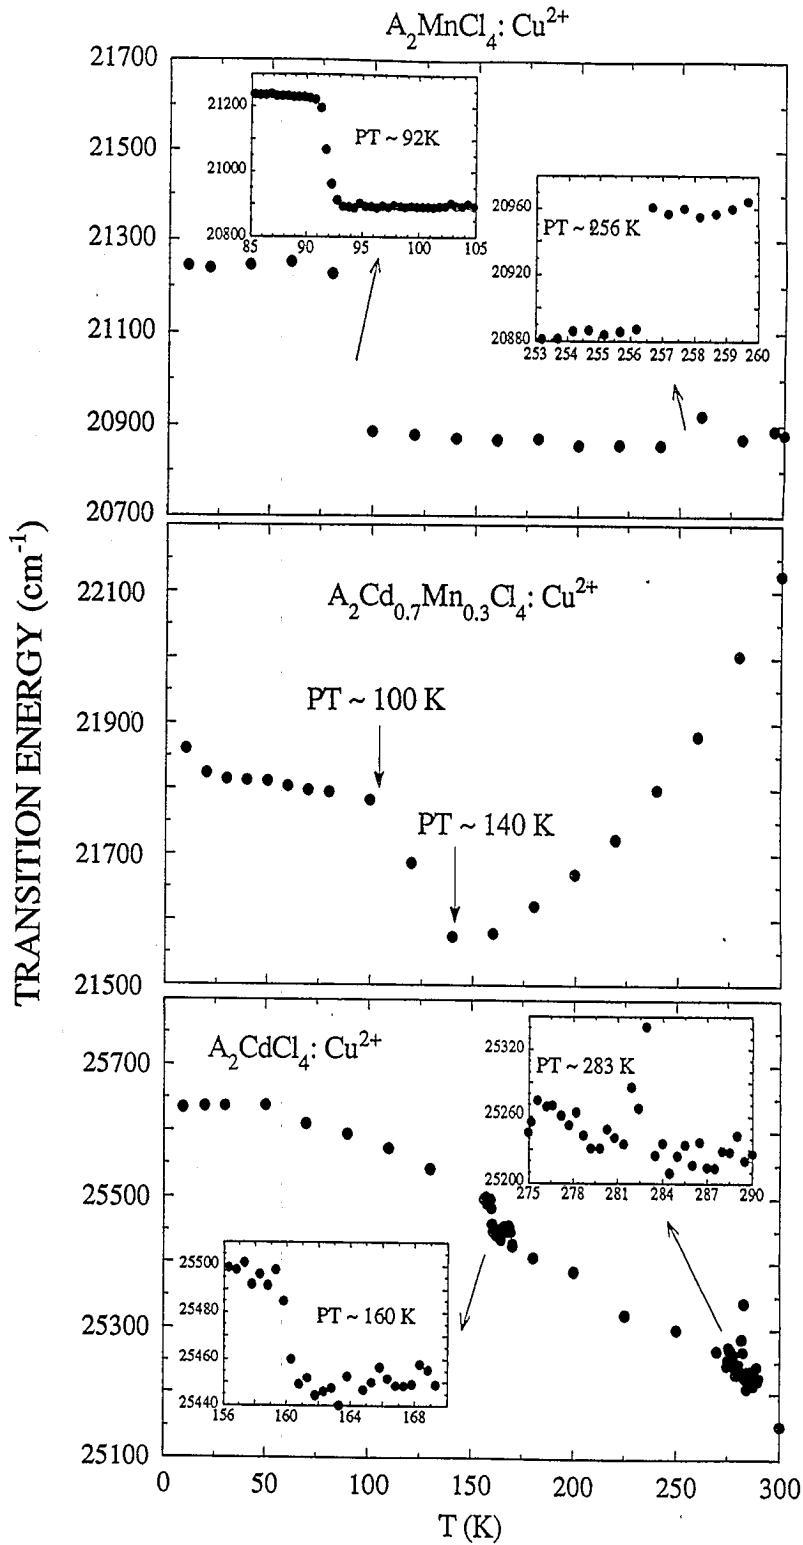 A2MnCl4: Cu2+
21700
21500
21300
21100
20900
20700
21200
21000
20800
PT ~ 92K
85 90 95 100 105
20960
20920
20880
PT ~ 256 K
253 254 255 256 257 258 259 260
TRANSITION ENERGY (cm-1)
22100
21900
21700
21500
A2Cd0.7Mn0.3Cl4: Cu2+
PT ~ 100 K
PT ~ 140 K
25700
25500
25300
25100
A2CdCl4: Cu2+
25320
25260
25200
PT ~ 283 K
275 278 281 284 287 290
25500
25480
25460
25440
PT ~ 160 K
156 160 164 168
0 50 100 150 200 250 300
T (K)